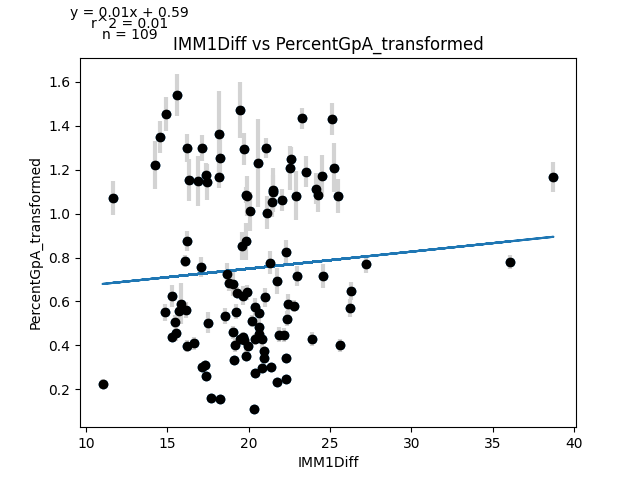 y = 0.01x + 0.59
r^2 = 0.01
n = 109
IMM1Diff vs PercentGpA_transformed
1.6
1.4
1.2
1.0
0.8
0.6
0.4
0.2
PercentGpA_transformed
10 15 20 25 30 35 40
IMM1Diff